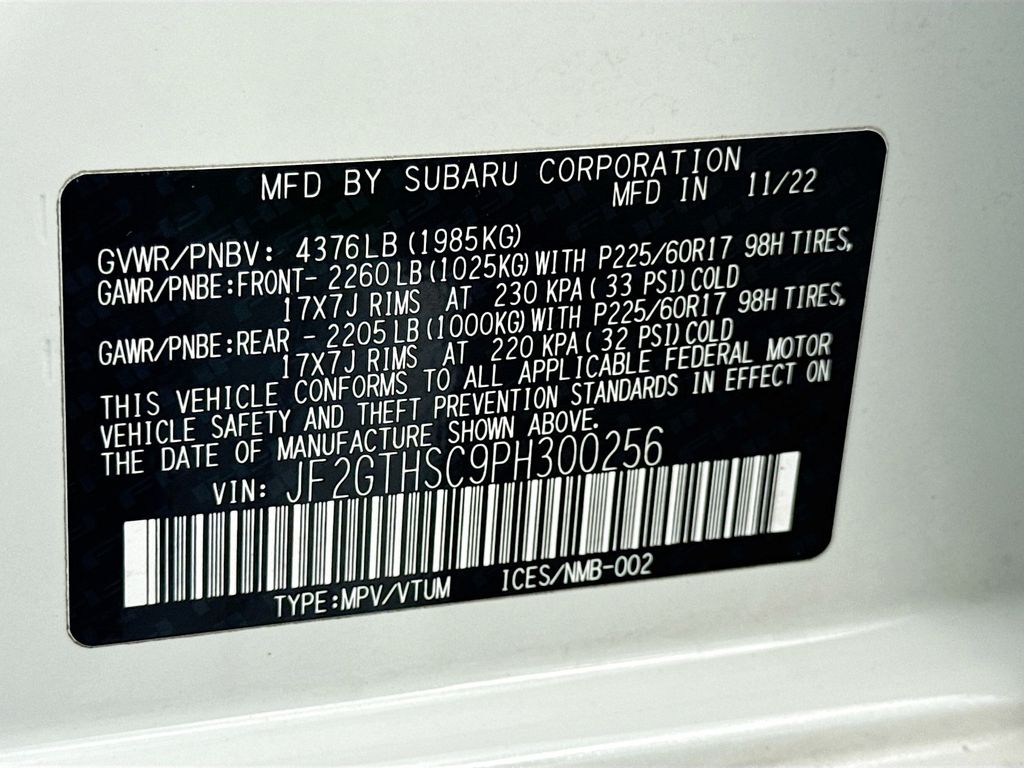 MFD BY SUBARU CORPORATION
MFD IN 11/22
GVWR/PNBV: 4376LB (1985KG)
GAWR/PNBE:FRONT- 2260 LB (1025KG) WITH P225/60R17 98H TIRES,
17X7J RIMS AT 230 KPA ( 33 PSI) COLD
GAWR/PNBE:REAR - 2205 LB (1000KG) WITH P225/60R17 98H TIRES,
17X7J RIMS AT 220 KPA ( 32 PSI) COLD
THIS VEHICLE CONFORMS TO ALL APPLICABLE FEDERAL MOTOR
VEHICLE SAFETY AND THEFT PREVENTION STANDARDS IN EFFECT ON
THE DATE OF MANUFACTURE SHOWN ABOVE.
VIN: JF2GTHSC9PH300256
TYPE:MPV/VTUM ICES/NMB-002